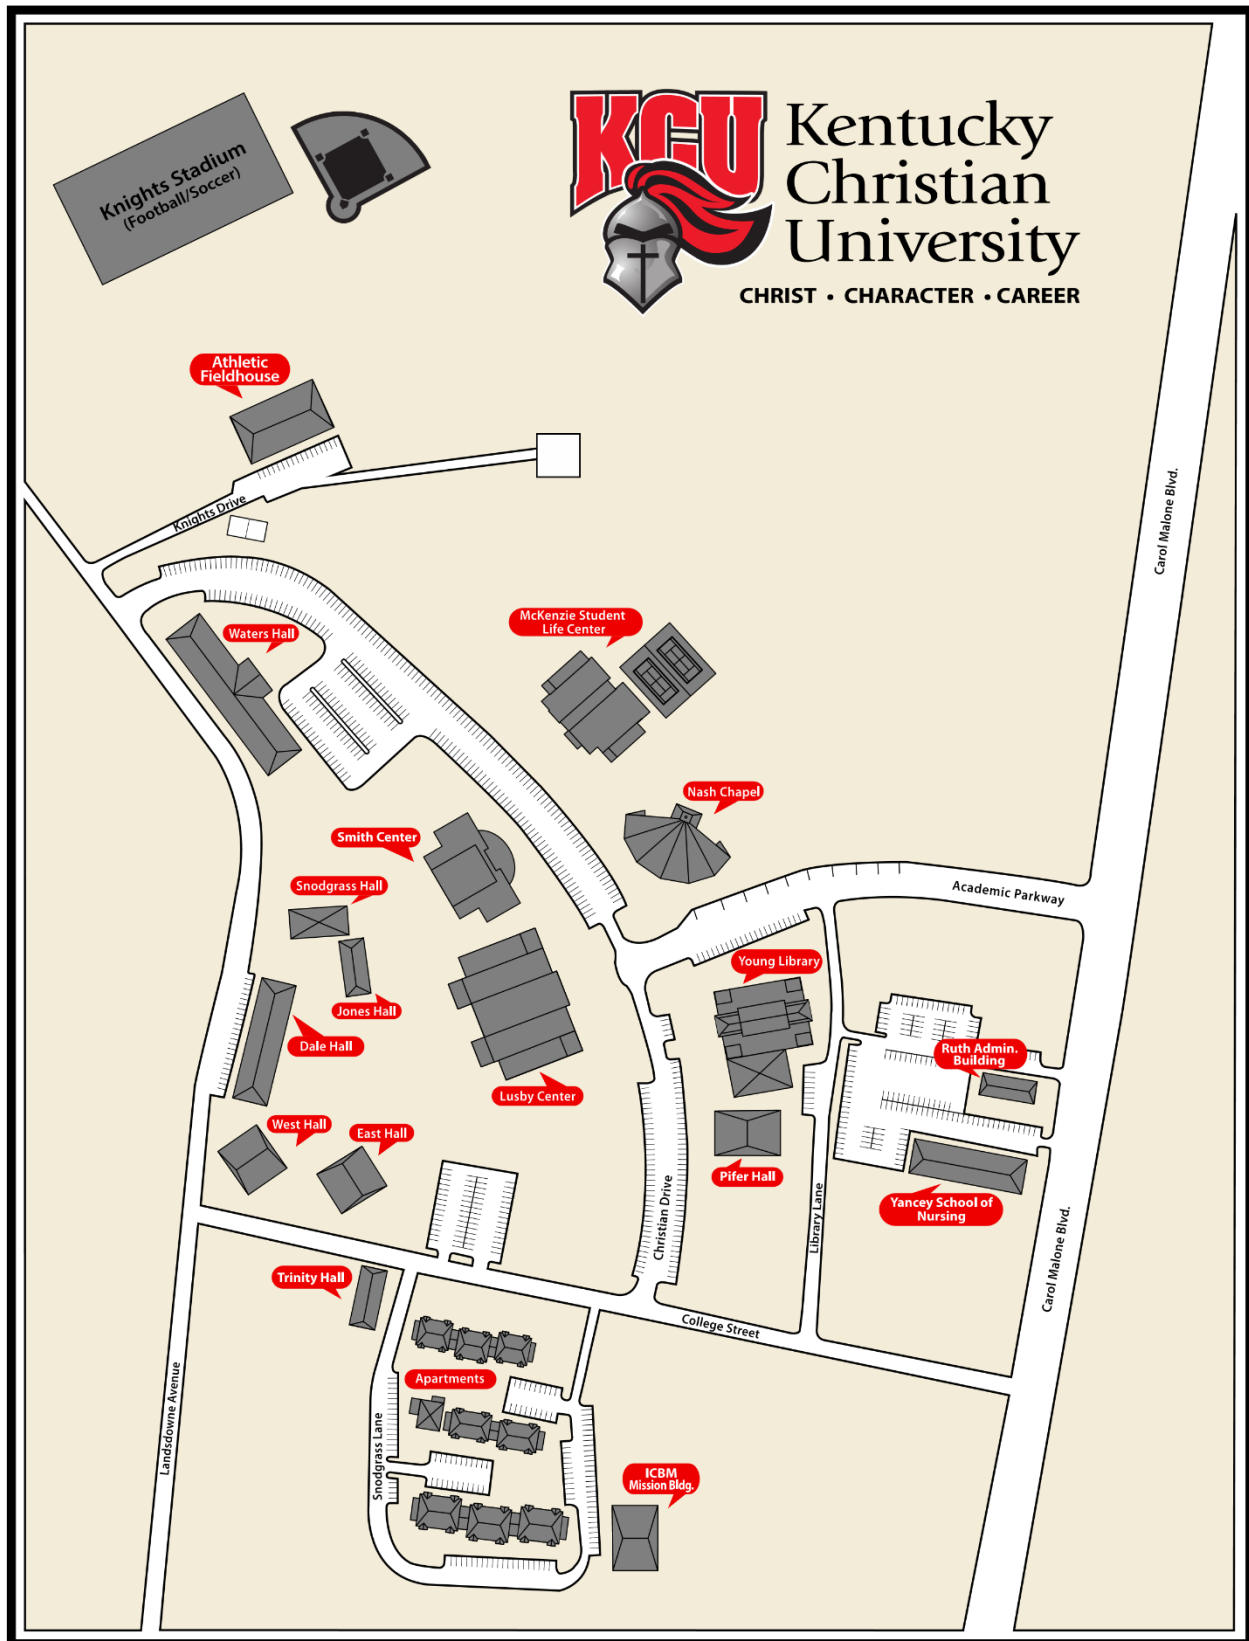 KCU
Kentucky
Christian
University
CHRIST • CHARACTER • CAREER
Knights Stadium
(Football/Soccer)
Athletic
Fieldhouse
Knights Drive
Carol Malone Blvd.
McKenzie Student
Life Center
Waters Hall
Nash Chapel
Smith Center
Snodgrass Hall
Academic Parkway
Young Library
Jones Hall
Dale Hall
Ruth Admin.
Building
Lusby Center
West Hall
East Hall
Pifer Hall
Yancey School of
Nursing
Christian Drive
Library Lane
Carol Malone Blvd.
Trinity Hall
College Street
Apartments
Landsdowne Avenue
Snodgrass Lane
ICBM
Mission Bldg.